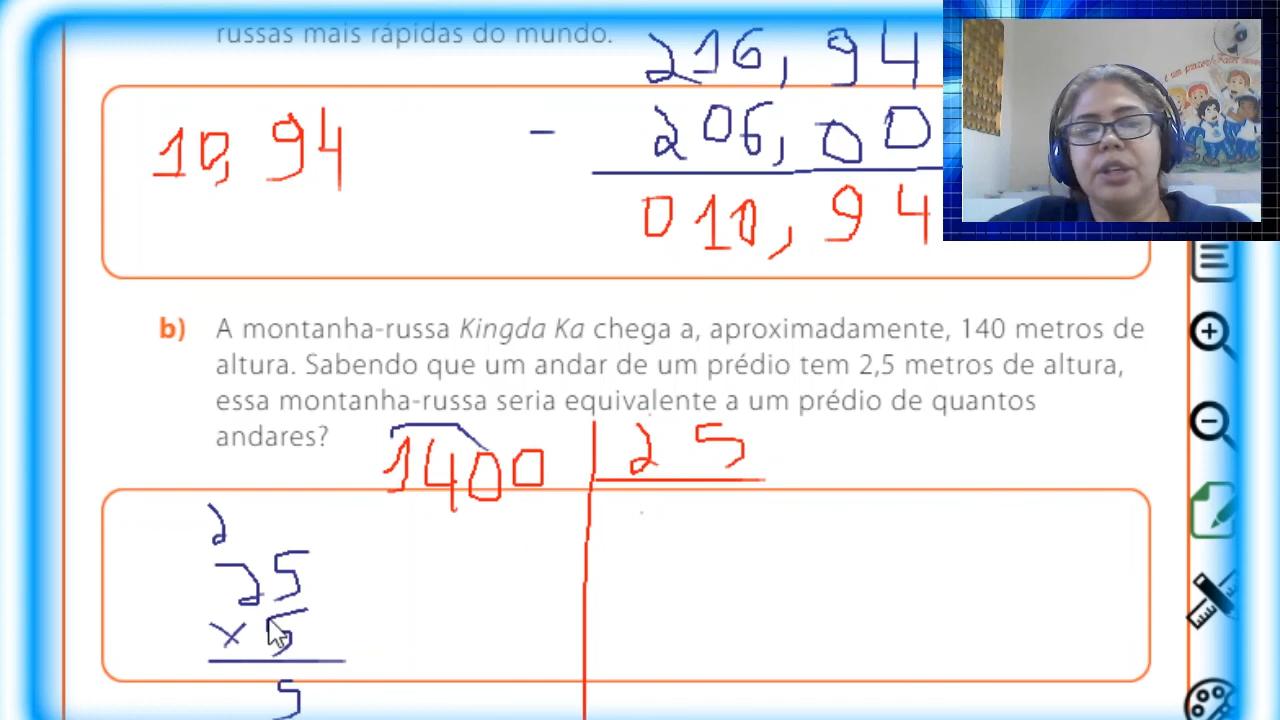 russas mais rápidas do mundo.
216,94
- 206,00
010,94
10,94
b) A montanha-russa Kingda Ka chega a, aproximadamente, 140 metros de
altura. Sabendo que um andar de um prédio tem 2,5 metros de altura,
essa montanha-russa seria equivalente a um prédio de quantos
andares?
1400 25
2
25
x 5
5